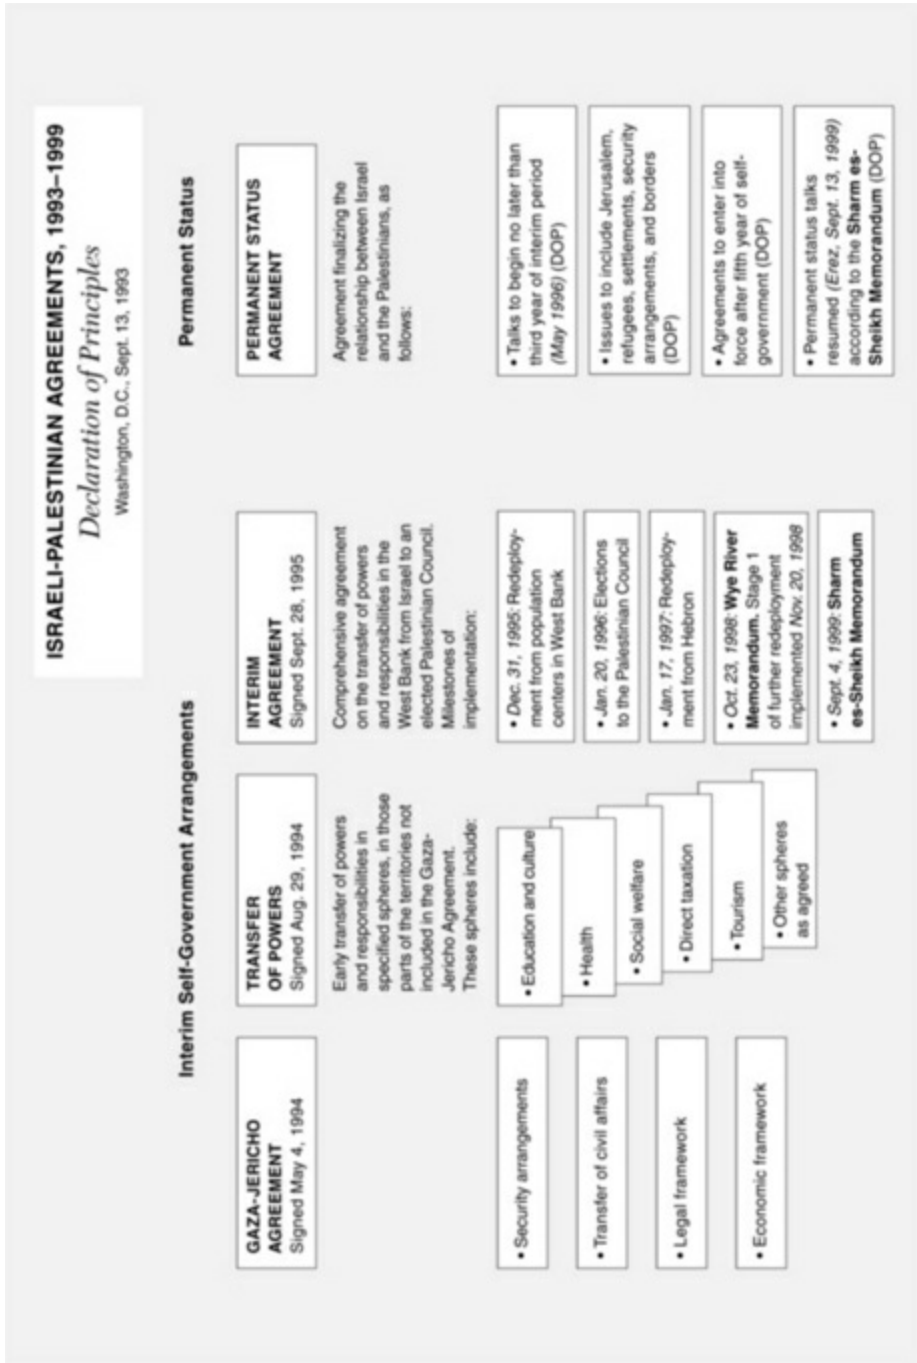 ISRAELI-PALESTINIAN AGREEMENTS, 1993–1999
Declaration of Principles
Washington, D.C., Sept. 13, 1993
Interim Self-Government Arrangements
Permanent Status
GAZA-JERICHO
AGREEMENT
Signed May 4, 1994
• Security arrangements
• Transfer of civil affairs
• Legal framework
• Economic framework
TRANSFER
OF POWERS
Signed Aug. 29, 1994
Early transfer of powers
and responsibilities in
specified spheres, in those
parts of the territories not
included in the Gaza-
Jericho Agreement.
These spheres include:
• Education and culture
• Health
• Social welfare
• Direct taxation
• Tourism
• Other spheres
as agreed
INTERIM
AGREEMENT
Signed Sept. 28, 1995
Comprehensive agreement
on the transfer of powers
and responsibilities in the
West Bank from Israel to an
elected Palestinian Council.
Milestones of
implementation:
• Dec. 31, 1995: Redeploy-
ment from population
centers in West Bank
• Jan. 20, 1996: Elections
to the Palestinian Council
• Jan. 17, 1997: Redeploy-
ment from Hebron
• Oct. 23, 1998: Wye River
Memorandum. Stage 1
of further redeployment
implemented Nov. 20, 1998
• Sept. 4, 1999: Sharm
es-Sheikh Memorandum
PERMANENT STATUS
AGREEMENT
Agreement finalizing the
relationship between Israel
and the Palestinians, as
follows:
• Talks to begin no later than
third year of interim period
(May 1996) (DOP)
• Issues to include Jerusalem,
refugees, settlements, security
arrangements, and borders
(DOP)
• Agreements to enter into
force after fifth year of self-
government (DOP)
• Permanent status talks
resumed (Erez, Sept. 13, 1999)
according to the Sharm es-
Sheikh Memorandum (DOP)